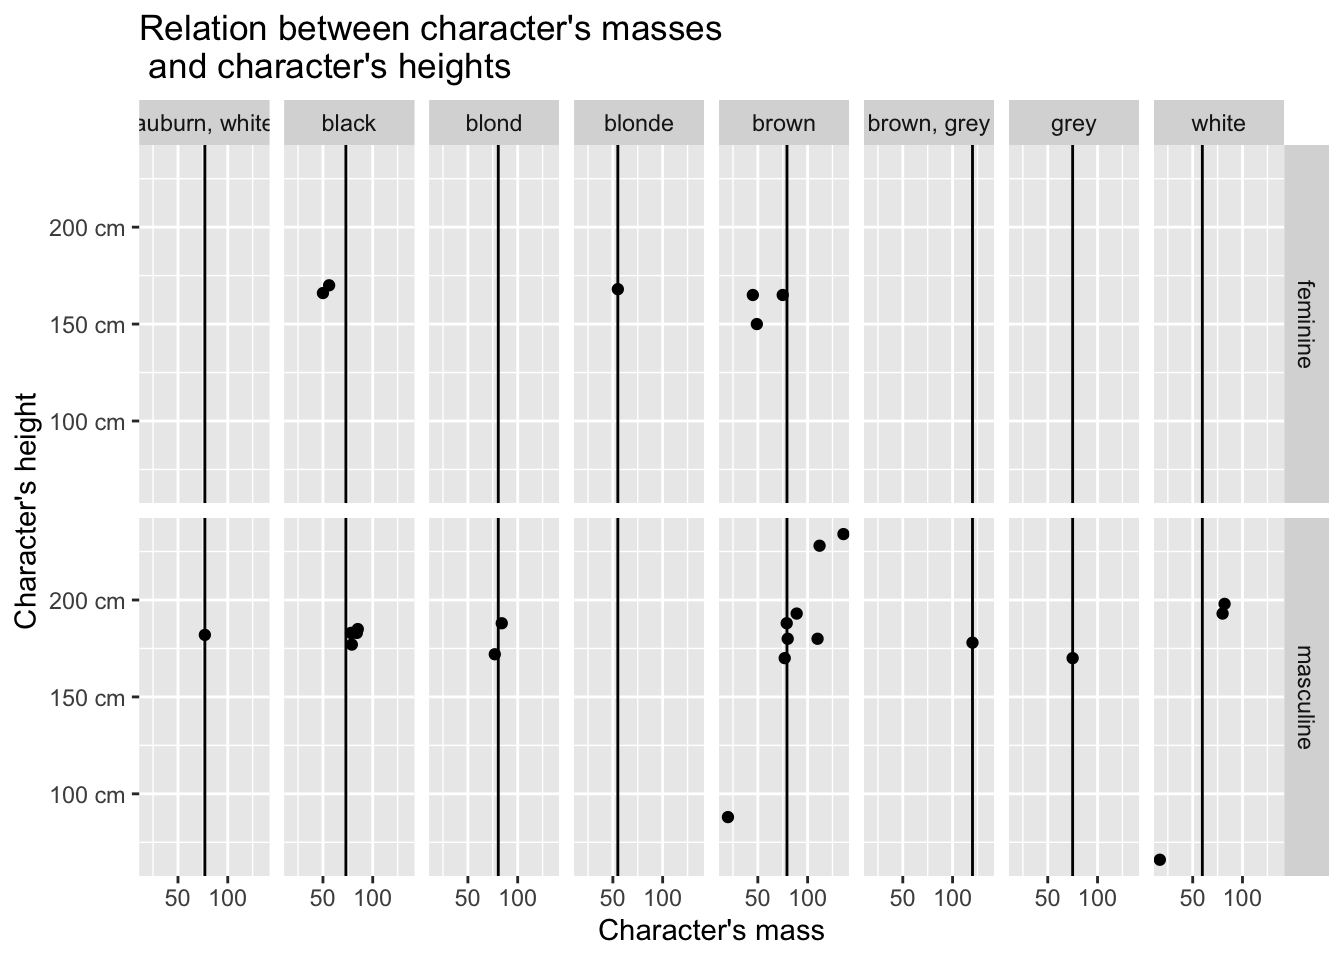 Relation between character's masses
and character's heights
auburn, white
black
blond
blonde
brown
brown, grey
grey
white
200 cm
150 cm
100 cm
feminine
Character's height
200 cm
150 cm
100 cm
masculine
50 100
50 100
50 100
50 100
50 100
50 100
50 100
50 100
Character's mass